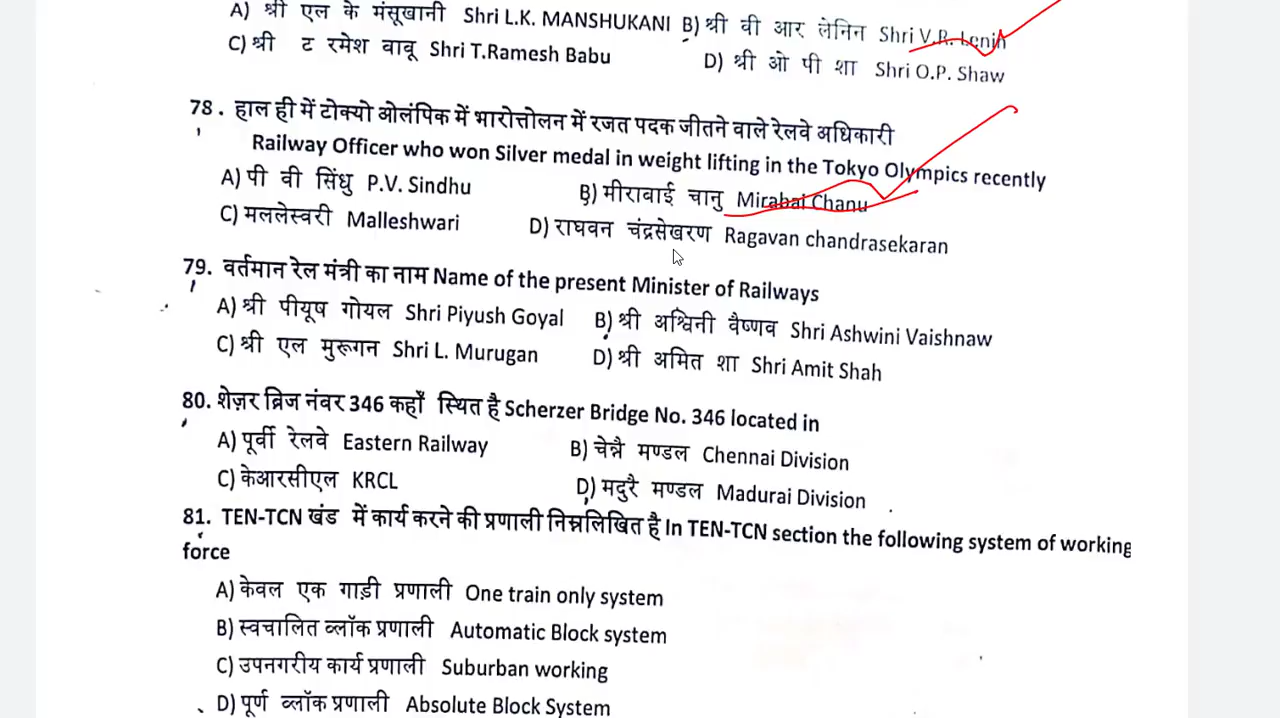 A) श्री एल के मंसूखानी Shri L.K. MANSHUKANI B) श्री वी आर लेनिन Shri V.R. Lenin
C) श्री ट रमेश वावू Shri T.Ramesh Babu D) श्री ओ पी शा Shri O.P. Shaw
78 . हाल ही में टोक्यो ओलंपिक में भारोत्तोलन में रजत पदक जीतने वाले रेलवे अधिकारी
Railway Officer who won Silver medal in weight lifting in the Tokyo Olympics recently
A) पी वी सिंधु P.V. Sindhu B) मीरावाई चानु Mirabai Chanu
C) मललेस्वरी Malleshwari D) राघवन चंद्रसेखरण Ragavan chandrasekaran
79. वर्तमान रेल मंत्री का नाम Name of the present Minister of Railways
A) श्री पीयूष गोयल Shri Piyush Goyal B) श्री अश्विनी वैष्णव Shri Ashwini Vaishnaw
C) श्री एल मुरूगन Shri L. Murugan D) श्री अमित शा Shri Amit Shah
80. शेज़र ब्रिज नंबर 346 कहाँ स्थित है Scherzer Bridge No. 346 located in
A) पूर्वी रेलवे Eastern Railway B) चेन्नै मण्डल Chennai Division
C) केआरसीएल KRCL D) मदुरै मण्डल Madurai Division
81. TEN-TCN खंड में कार्य करने की प्रणाली निम्नलिखित है In TEN-TCN section the following system of working
force
A) केवल एक गाड़ी प्रणाली One train only system
B) स्वचालित व्लॉक प्रणाली Automatic Block system
C) उपनगरीय कार्य प्रणाली Suburban working
D) पूर्ण व्लॉक प्रणाली Absolute Block System